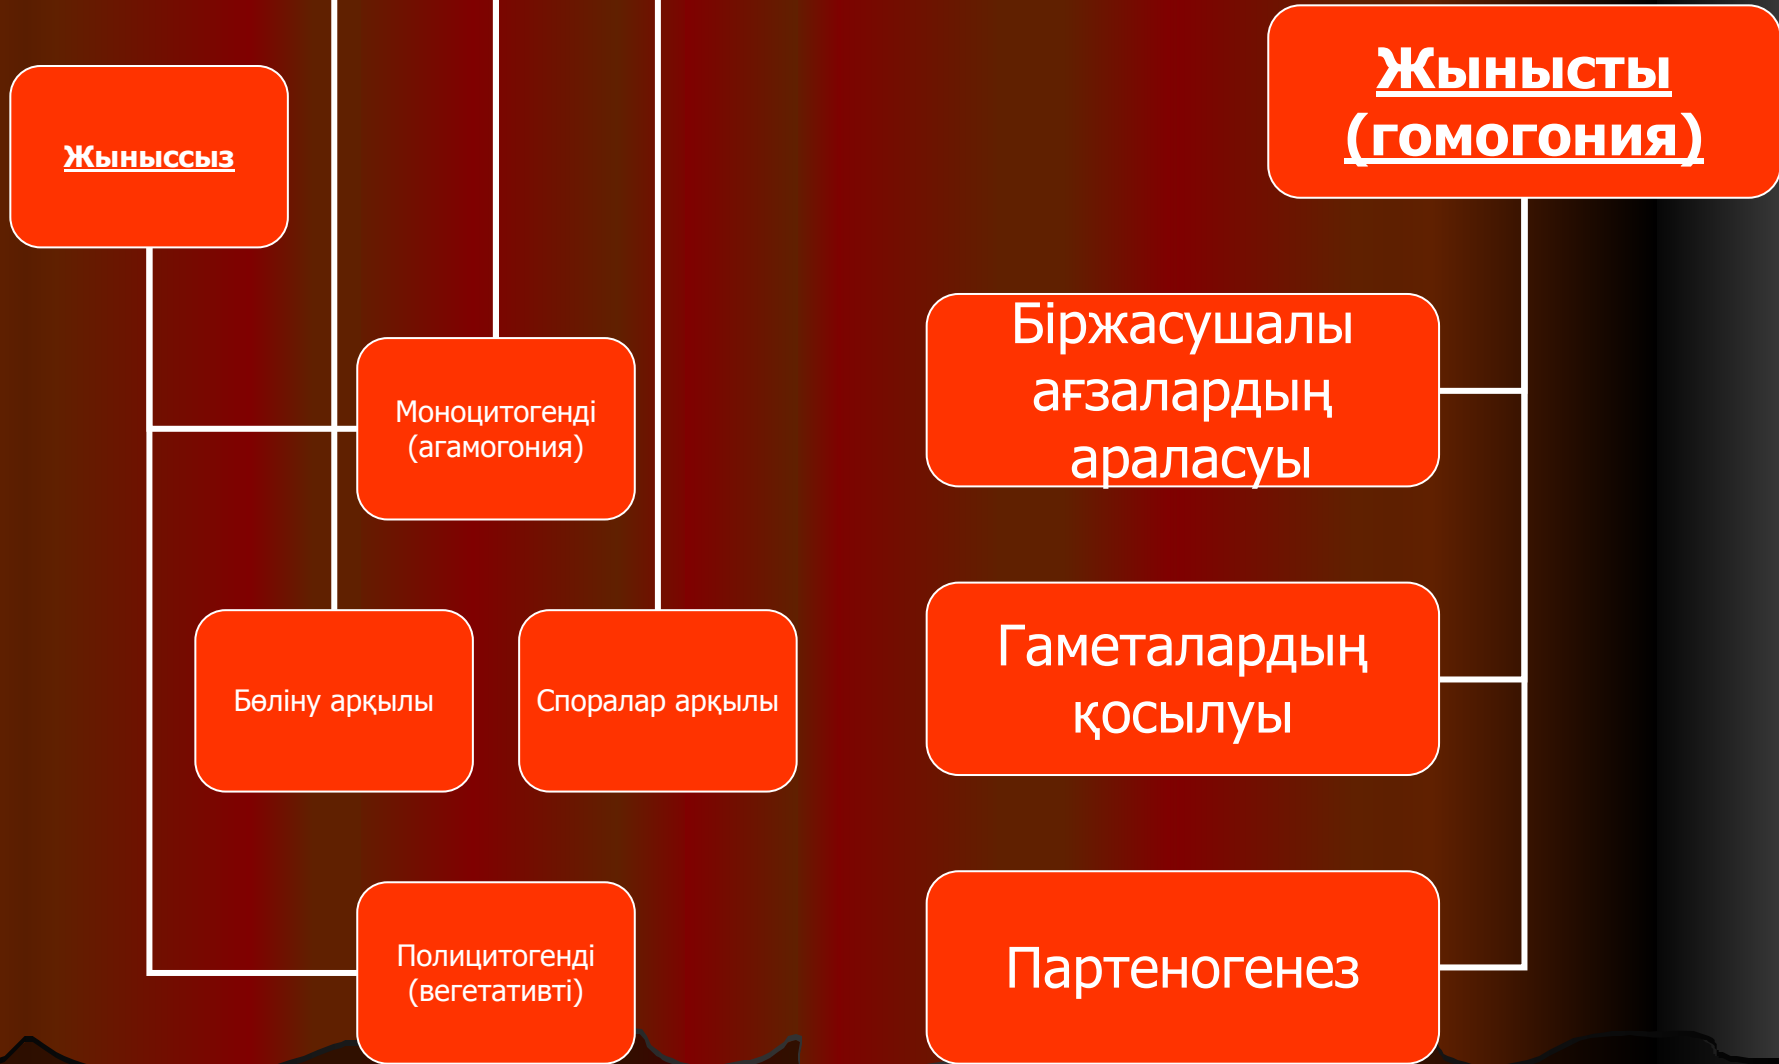 Жыныссыз
Моноцитогенді
(агамогония)
Бөліну арқылы
Споралар арқылы
Полицитогенді
(вегетативті)
Жынысты
(гомогония)
Біржасушалы
ағзалардың
араласуы
Гаметалардың
қосылуы
Партеногенез